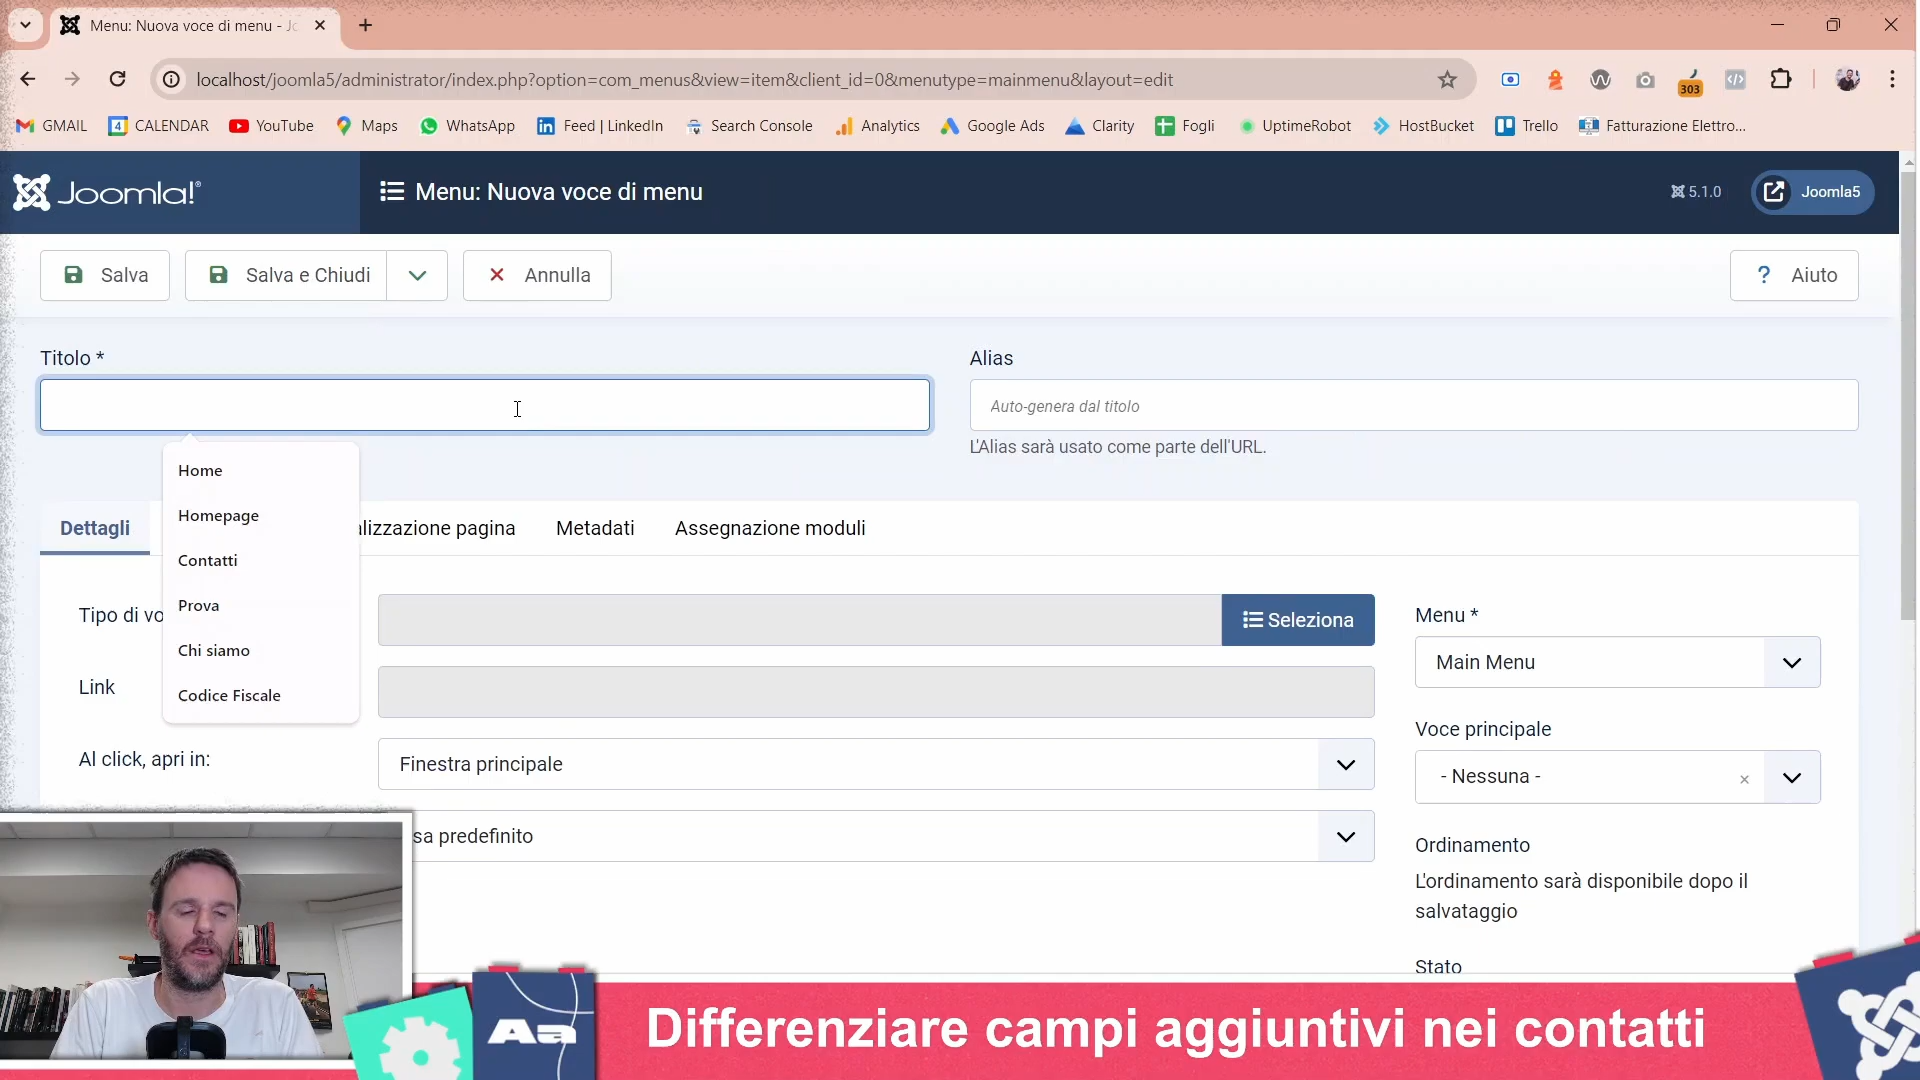 Menu: Nuova voce di menu - Jo
localhost/joomla5/administrator/index.php?option=com_menus&view=item&client_id=0&menutype=mainmenu&layout=edit
303
GMAIL
4
CALENDAR
YouTube
Maps
WhatsApp
Feed | LinkedIn
Search Console
Analytics
Google Ads
Clarity
Fogli
UptimeRobot
HostBucket
Trello
Fatturazione Elettro...
Joomla!®
Menu: Nuova voce di menu
5.1.0
Joomla5
Salva
Salva e Chiudi
Annulla
? Aiuto
Titolo *
Alias
Auto-genera dal titolo
L'Alias sarà usato come parte dell'URL.
Home
Homepage
Contatti
Prova
Chi siamo
Codice Fiscale
Dettagli
alizzazione pagina
Metadati
Assegnazione moduli
Tipo di vo
Seleziona
Menu *
Main Menu
Link
Voce principale
- Nessuna -
Al click, apri in:
Finestra principale
sa predefinito
Ordinamento
L'ordinamento sarà disponibile dopo il
salvataggio
Stato
Aa
Differenziare campi aggiuntivi nei contatti